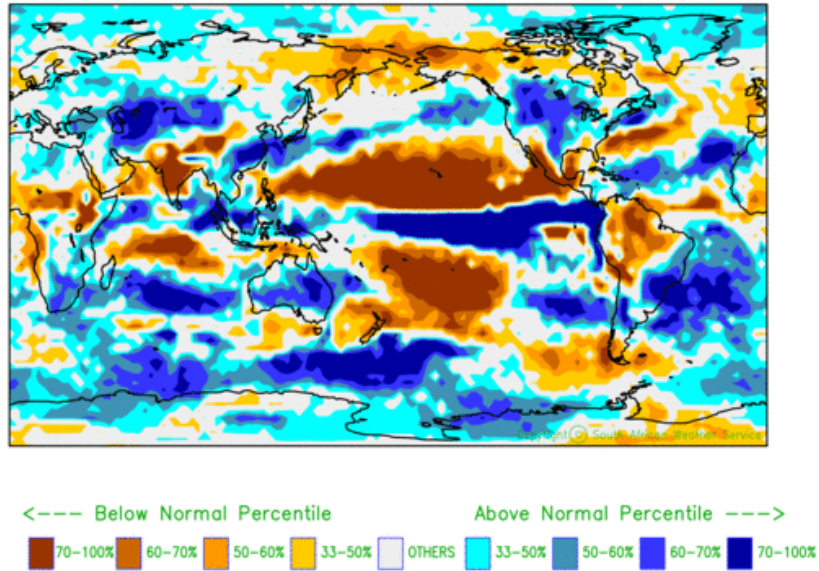 Copyright © South African Weather Service
<--- Below Normal Percentile Above Normal Percentile --->
70-100% 60-70% 50-60% 33-50% OTHERS 33-50% 50-60% 60-70% 70-100%